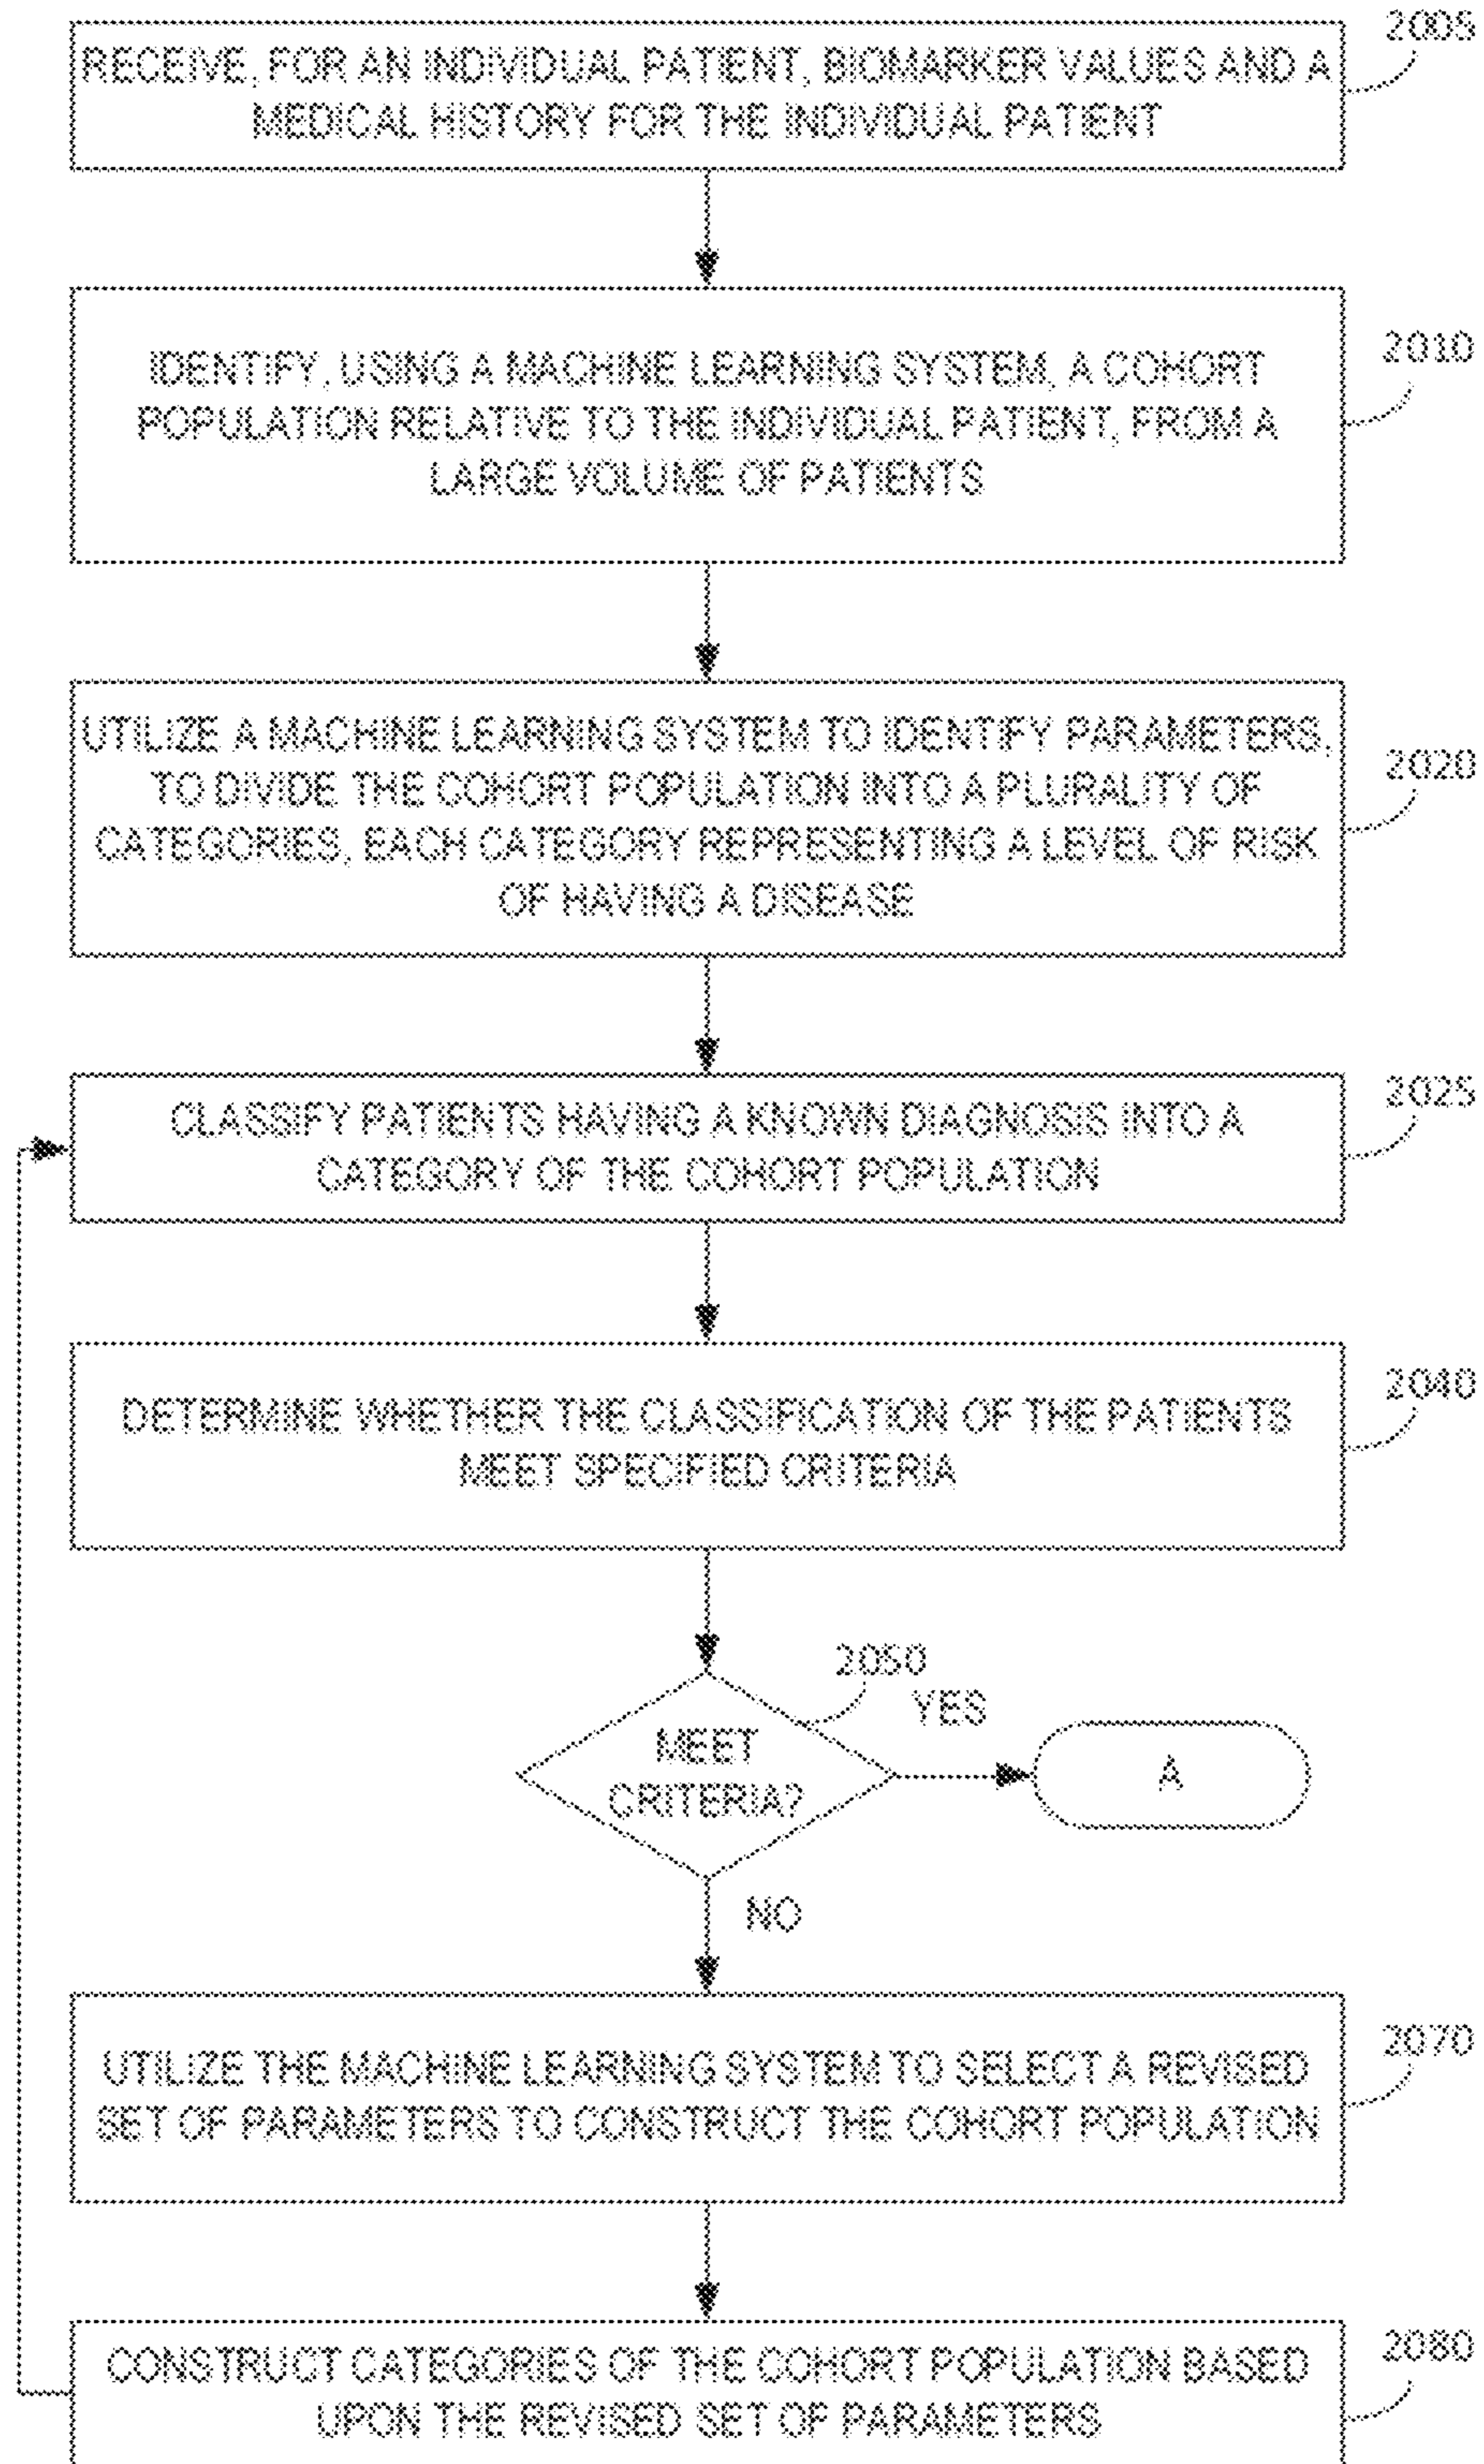 2005
RECEIVE, FOR AN INDIVIDUAL PATIENT, BIOMARKER VALUES AND A
MEDICAL HISTORY FOR THE INDIVIDUAL PATIENT
2010
IDENTIFY, USING A MACHINE LEARNING SYSTEM, A COHORT
POPULATION RELATIVE TO THE INDIVIDUAL PATIENT, FROM A
LARGE VOLUME OF PATIENTS
2020
UTILIZE A MACHINE LEARNING SYSTEM TO IDENTIFY PARAMETERS,
TO DIVIDE THE COHORT POPULATION INTO A PLURALITY OF
CATEGORIES, EACH CATEGORY REPRESENTING A LEVEL OF RISK
OF HAVING A DISEASE
2025
CLASSIFY PATIENTS HAVING A KNOWN DIAGNOSIS INTO A
CATEGORY OF THE COHORT POPULATION
2040
DETERMINE WHETHER THE CLASSIFICATION OF THE PATIENTS
MEET SPECIFIED CRITERIA
2050
YES
MEET
CRITERIA?
A
NO
2070
UTILIZE THE MACHINE LEARNING SYSTEM TO SELECT A REVISED
SET OF PARAMETERS TO CONSTRUCT THE COHORT POPULATION
2080
CONSTRUCT CATEGORIES OF THE COHORT POPULATION BASED
UPON THE REVISED SET OF PARAMETERS